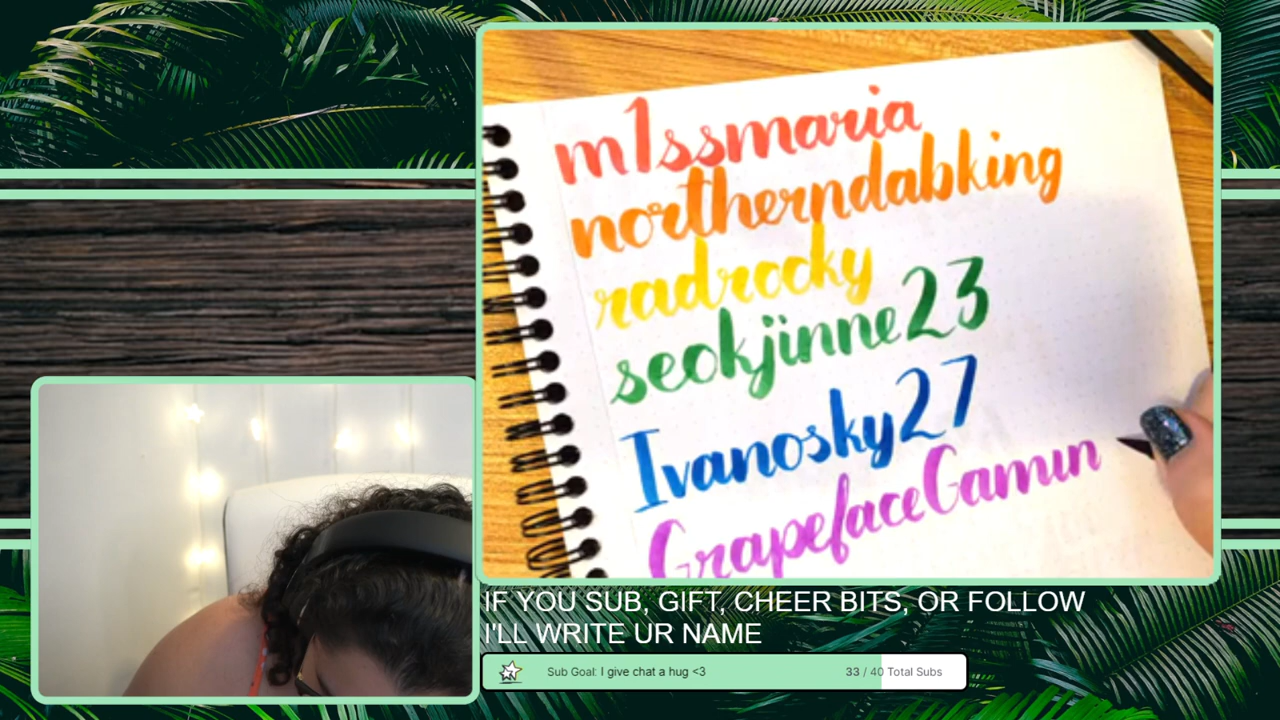 m1ssmaria
northerndabking
radrocky
seokjinne23
Ivanosky27
GrapefaceGamin
IF YOU SUB, GIFT, CHEER BITS, OR FOLLOW
I'LL WRITE UR NAME
Sub Goal: I give chat a hug <3 33 / 40 Total Subs